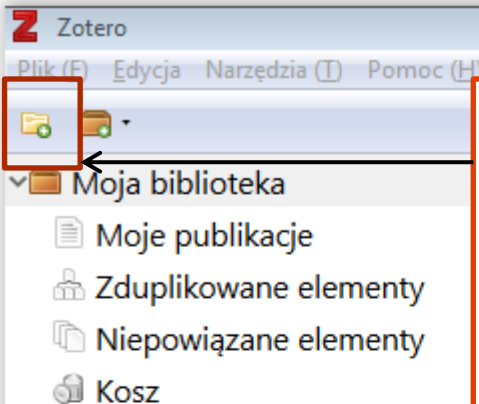 Zotero
Plik (F) Edycja Narzędzia (T) Pomoc (H)
Moja biblioteka
Moje publikacje
Zduplikowane elementy
Niepowiązane elementy
Kosz